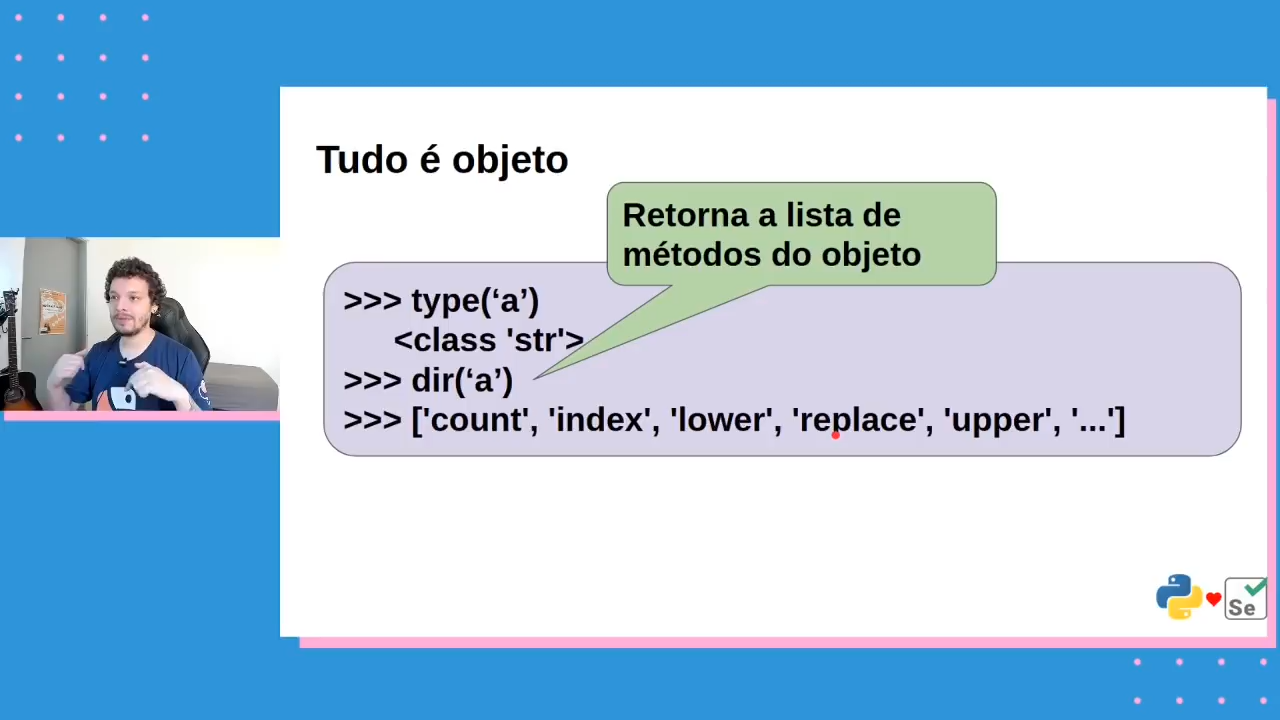 Tudo é objeto
Retorna a lista de
métodos do objeto
>>> type(‘a’)
<class 'str'>
>>> dir(‘a’)
>>> ['count', 'index', 'lower', 'replace', 'upper', '...']
Se